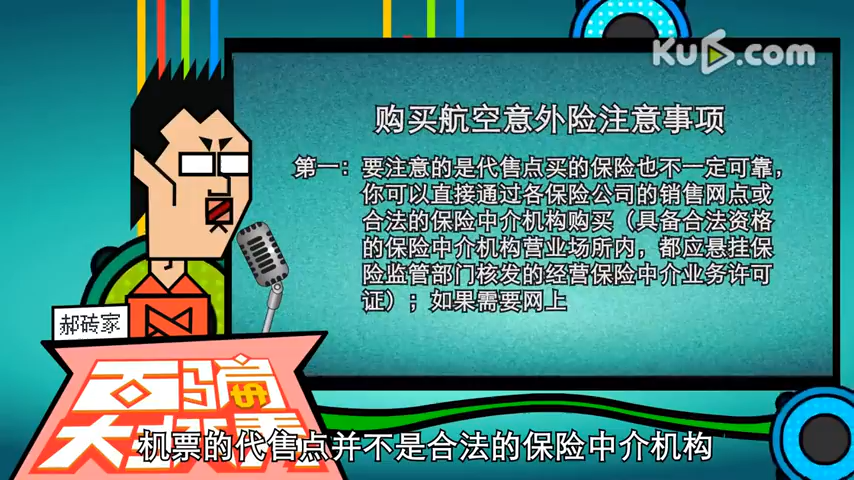 Ku6.com
购买航空意外险注意事项
第一：要注意的是代售点买的保险也不一定可靠，
你可以直接通过各保险公司的销售网点或
合法的保险中介机构购买（具备合法资格
的保险中介机构营业场所内，都应悬挂保
险监管部门核发的经营保险中介业务许可
证）；如果需要网上
郝砖家
百骗
大
机票的代售点并不是合法的保险中介机构